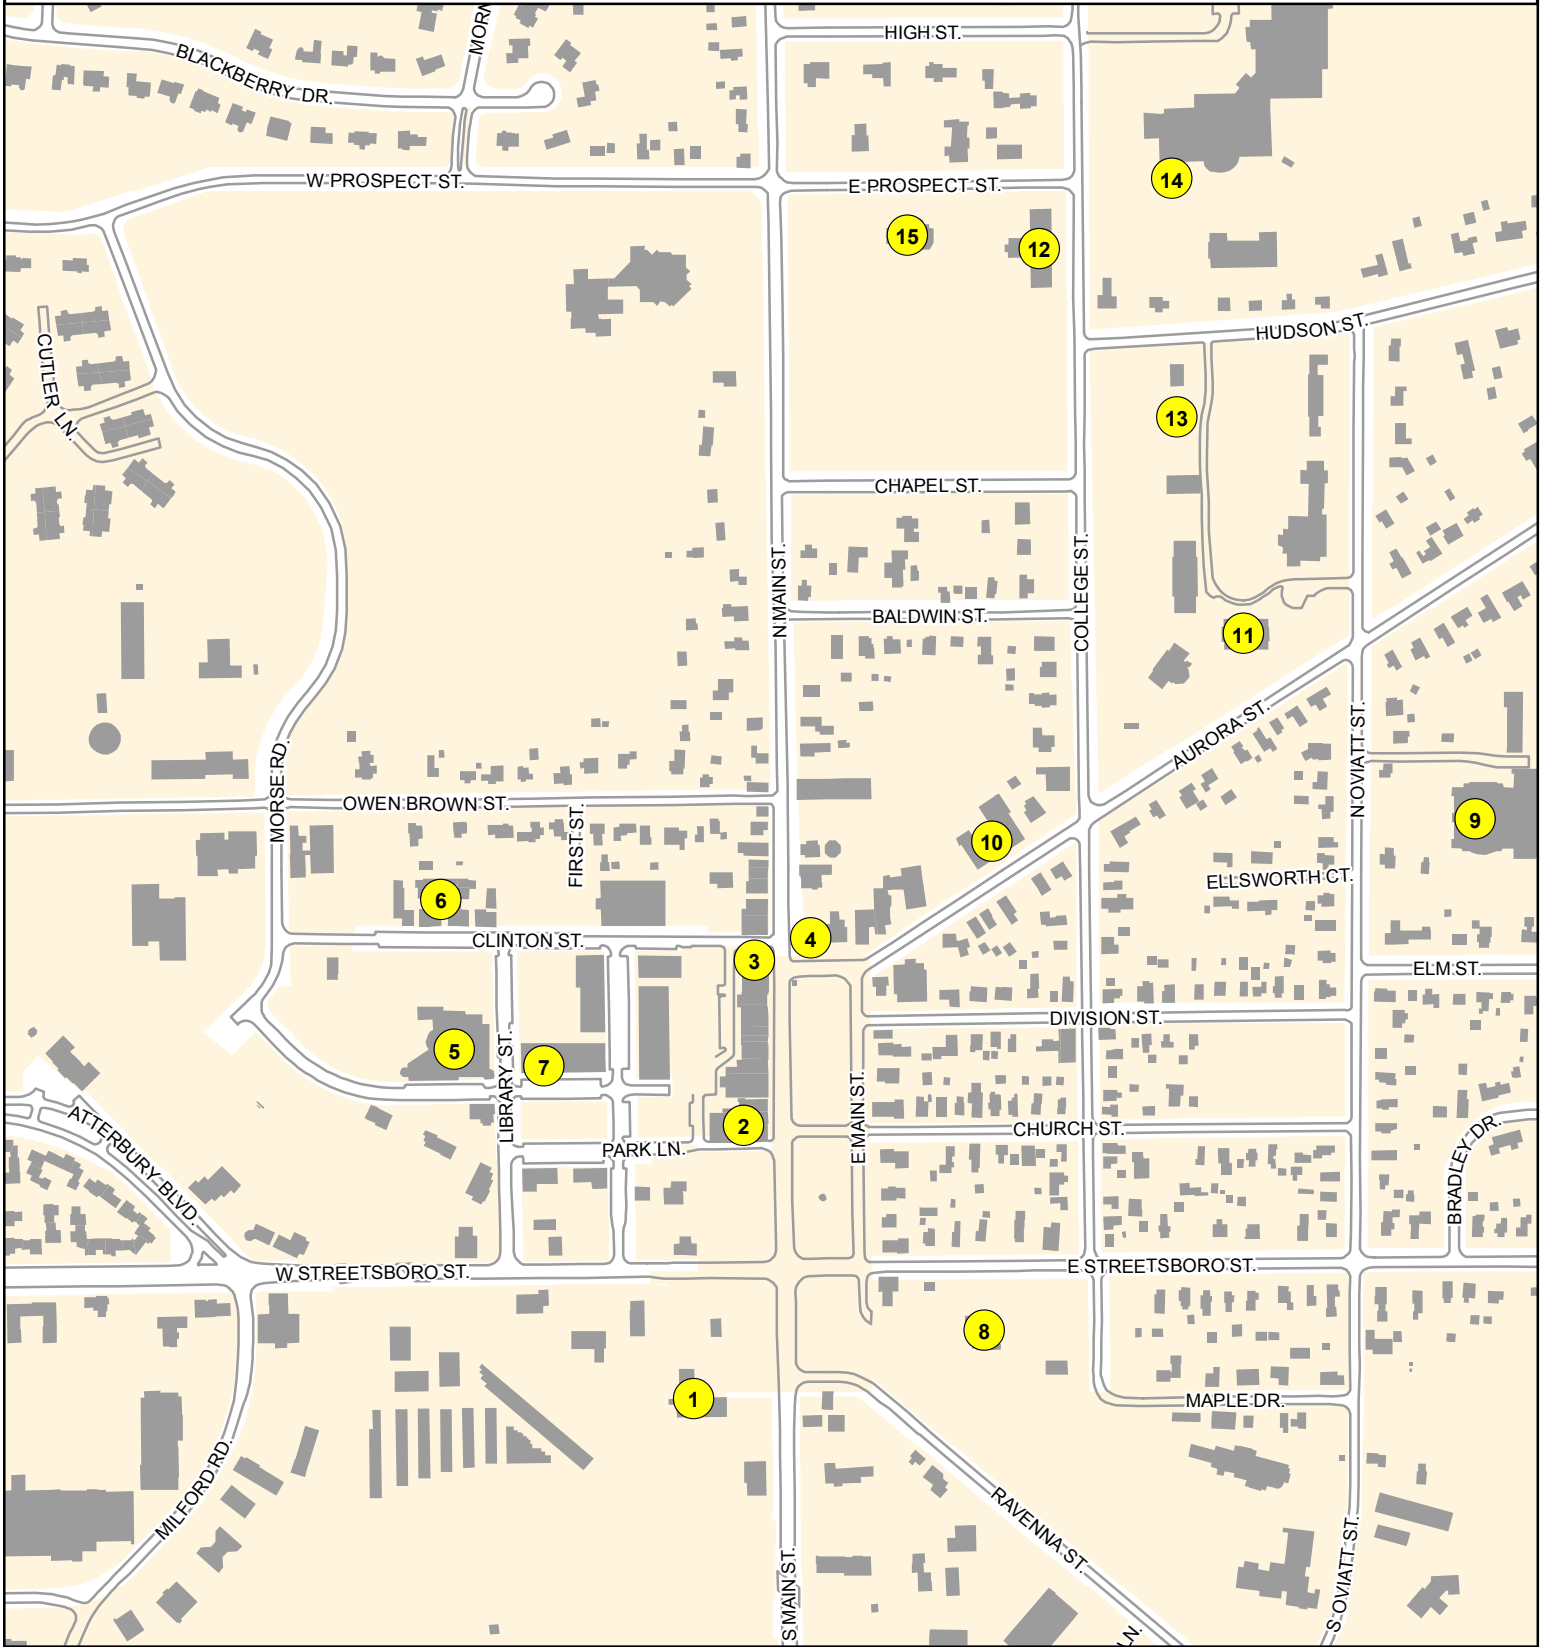 HIGH ST.
MORN
BLACKBERRY DR.
W PROSPECT ST.
E PROSPECT ST.
14
15
12
HUDSON ST.
CUTLER LN.
13
CHAPEL ST.
N MAIN ST.
COLLEGE ST.
BALDWIN ST.
11
AURORA ST.
N OVIATT ST.
MORSE RD.
OWEN BROWN ST.
FIRST ST.
9
10
ELLSWORTH CT.
6
CLINTON ST.
4
3
ELM ST.
DIVISION ST.
5
7
LIBRARY ST.
E MAIN ST.
ATTERBURY BLVD.
2
CHURCH ST.
PARK LN.
BRADLEY DR.
W STREETSBORO ST.
E STREETSBORO ST.
8
1
MAPLE DR.
MILFORD RD.
RAVENNA ST.
S MAIN ST.
S OVIATT ST.
LN.